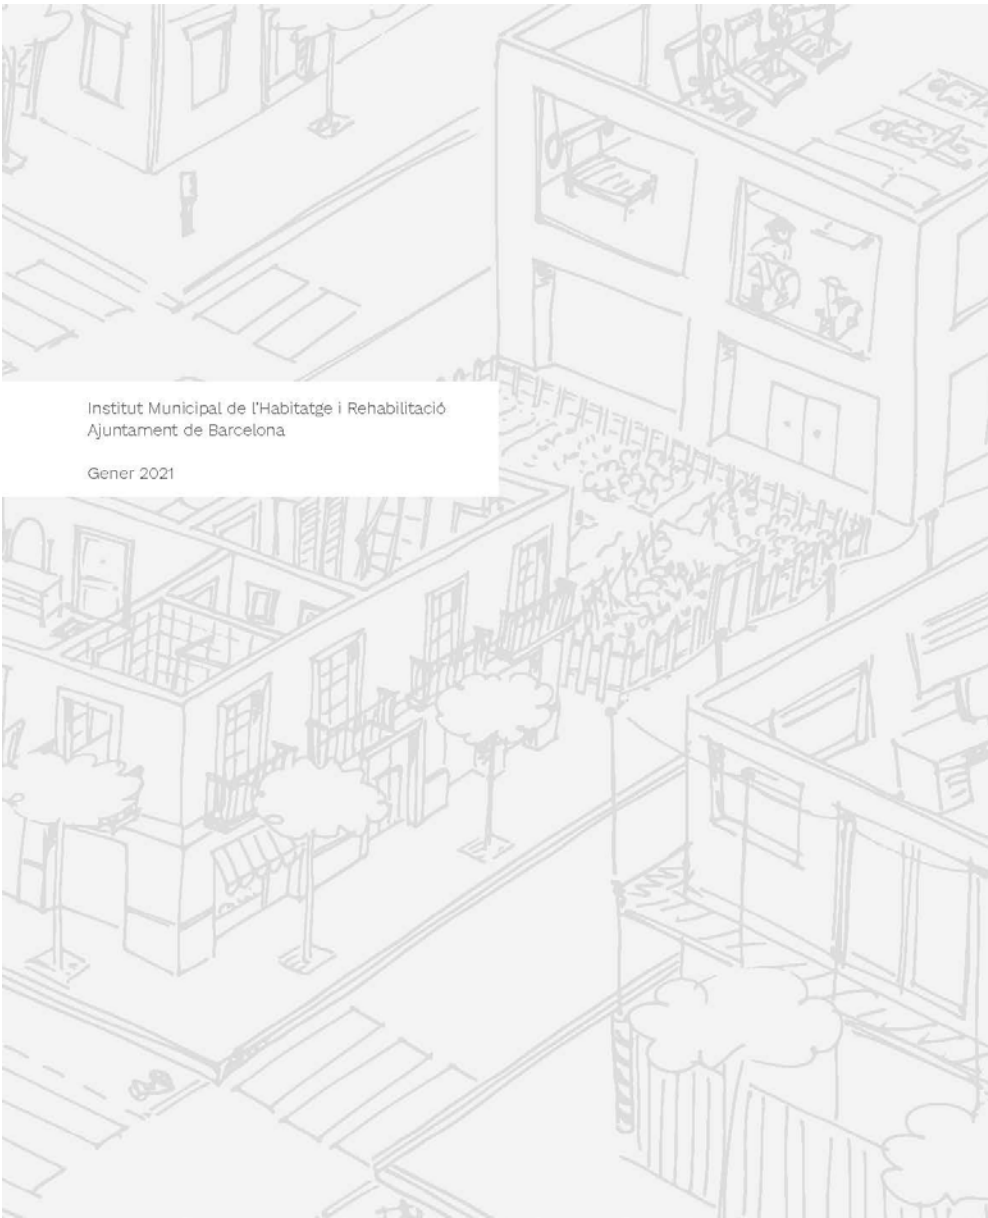 Institut Municipal de l'Habitatge i Rehabilitació
Ajuntament de Barcelona
Gener 2021